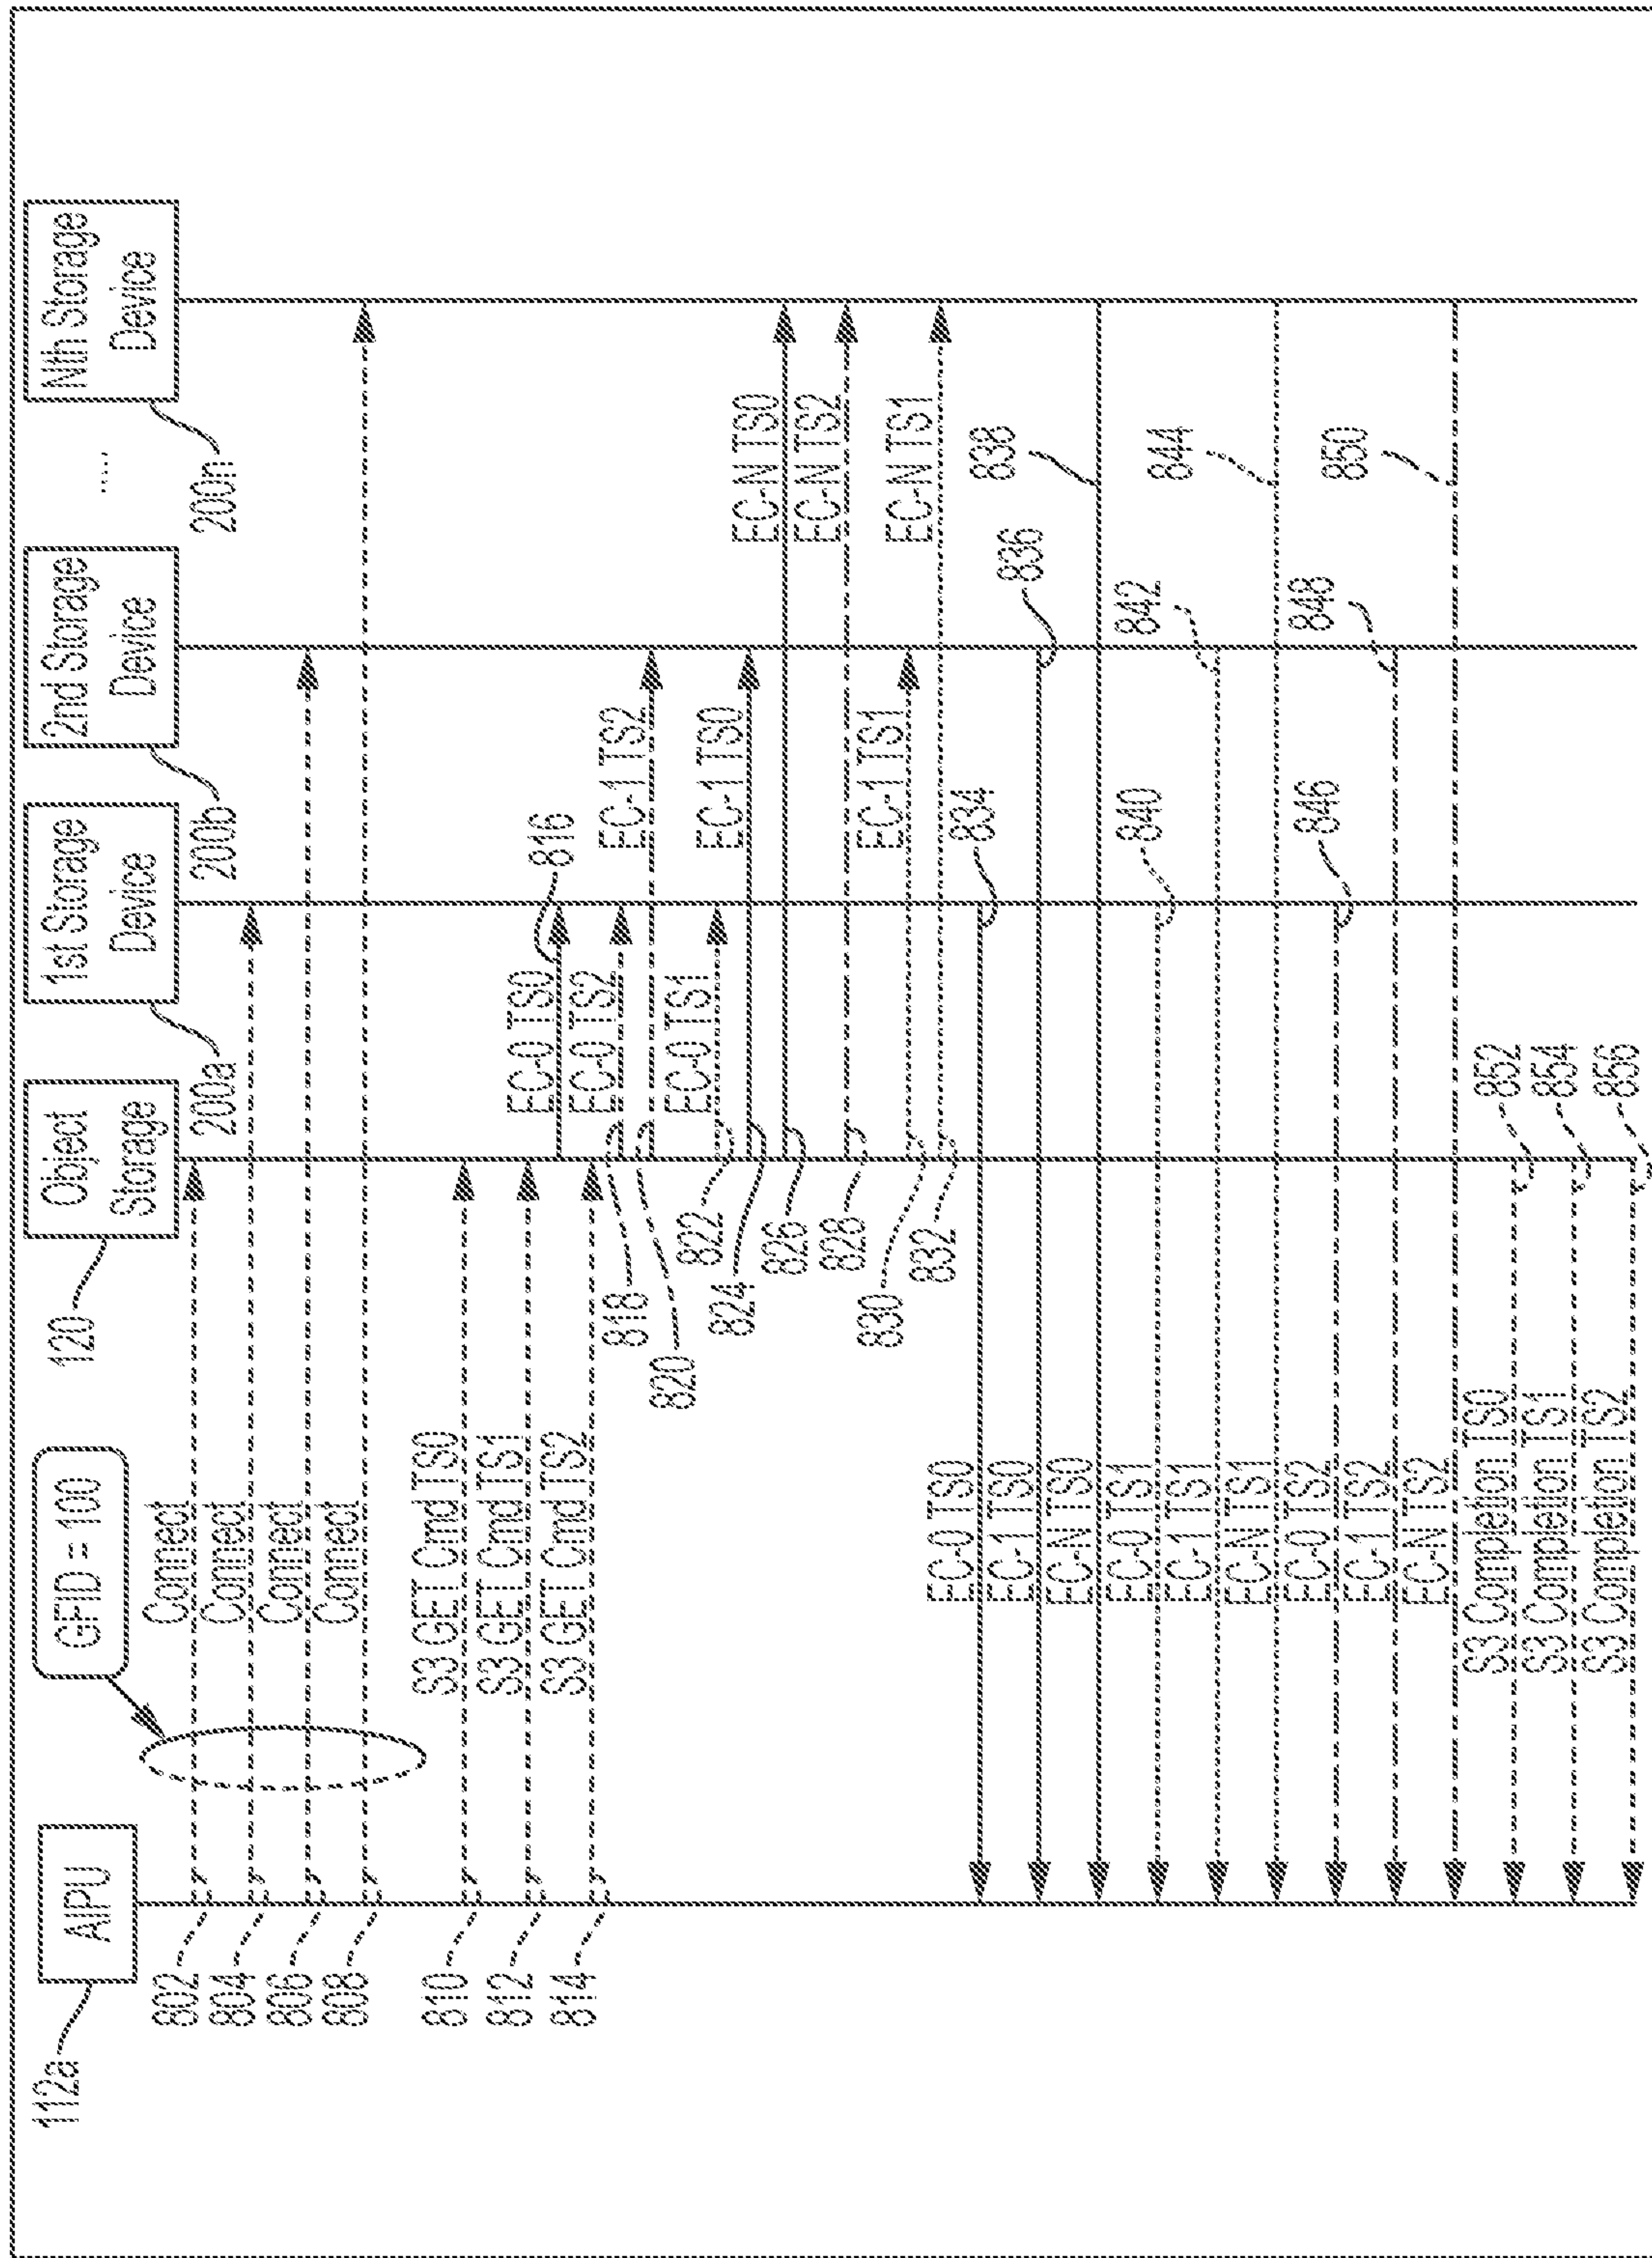 112a
AIPU
GFID = 100
120
Object
Storage
200a
1st Storage
Device
200b
2nd Storage
Device
....
200n
Nth Storage
Device
802
Connect
804
Connect
806
Connect
808
Connect
810
S3 GET Cmd TS0
812
S3 GET Cmd TS1
814
S3 GET Cmd TS2
EC-0 TS0
816
EC-0 TS2
818
EC-1 TS2
820
EC-0 TS1
822
EC-1 TS0
824
EC-N TS0
826
EC-N TS2
828
EC-1 TS1
830
EC-N TS1
832
EC-0 TS0
834
EC-1 TS0
836
EC-N TS0
838
EC-0 TS1
840
EC-1 TS1
842
EC-N TS1
844
EC-0 TS2
846
EC-1 TS2
848
EC-N TS2
850
S3 Completion TS0
852
S3 Completion TS1
854
S3 Completion TS2
856